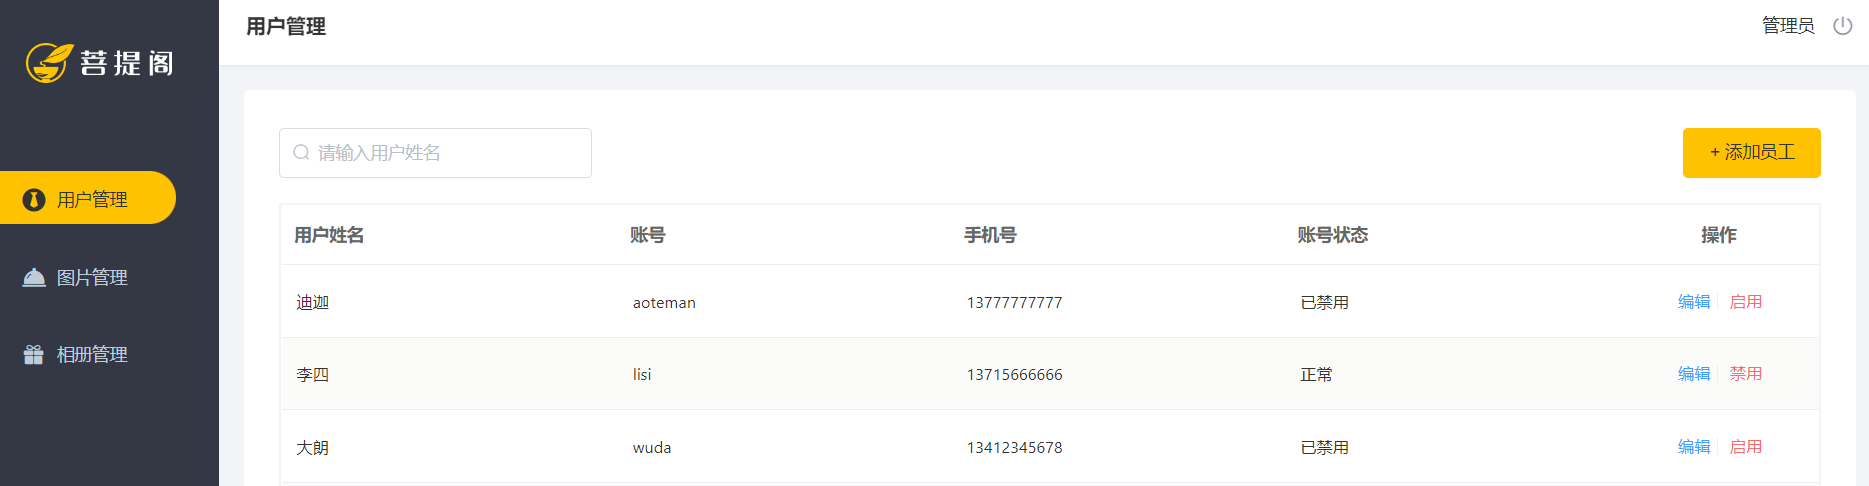 菩提阁
用户管理
图片管理
相册管理
用户管理
管理员
请输入用户姓名
+ 添加员工
用户姓名 账号 手机号 账号状态 操作
迪迦 aoteman 13777777777 已禁用 编辑 启用
李四 lisi 13715666666 正常 编辑 禁用
大朗 wuda 13412345678 已禁用 编辑 启用